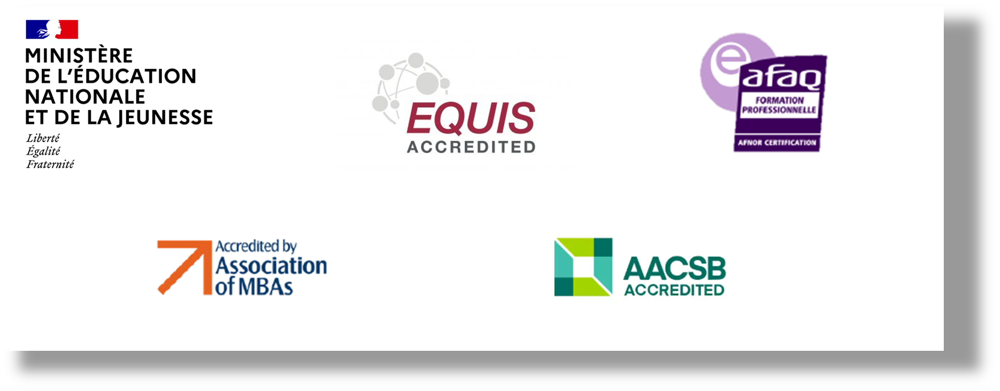 MINISTÈRE
DE L'ÉDUCATION
NATIONALE
ET DE LA JEUNESSE
Liberté
Égalité
Fraternité
EQUIS
ACCREDITED
e
afaq
FORMATION
PROFESSIONNELLE
AFNOR CERTIFICATION
Accredited by
Association
of MBAs
AACSB
ACCREDITED